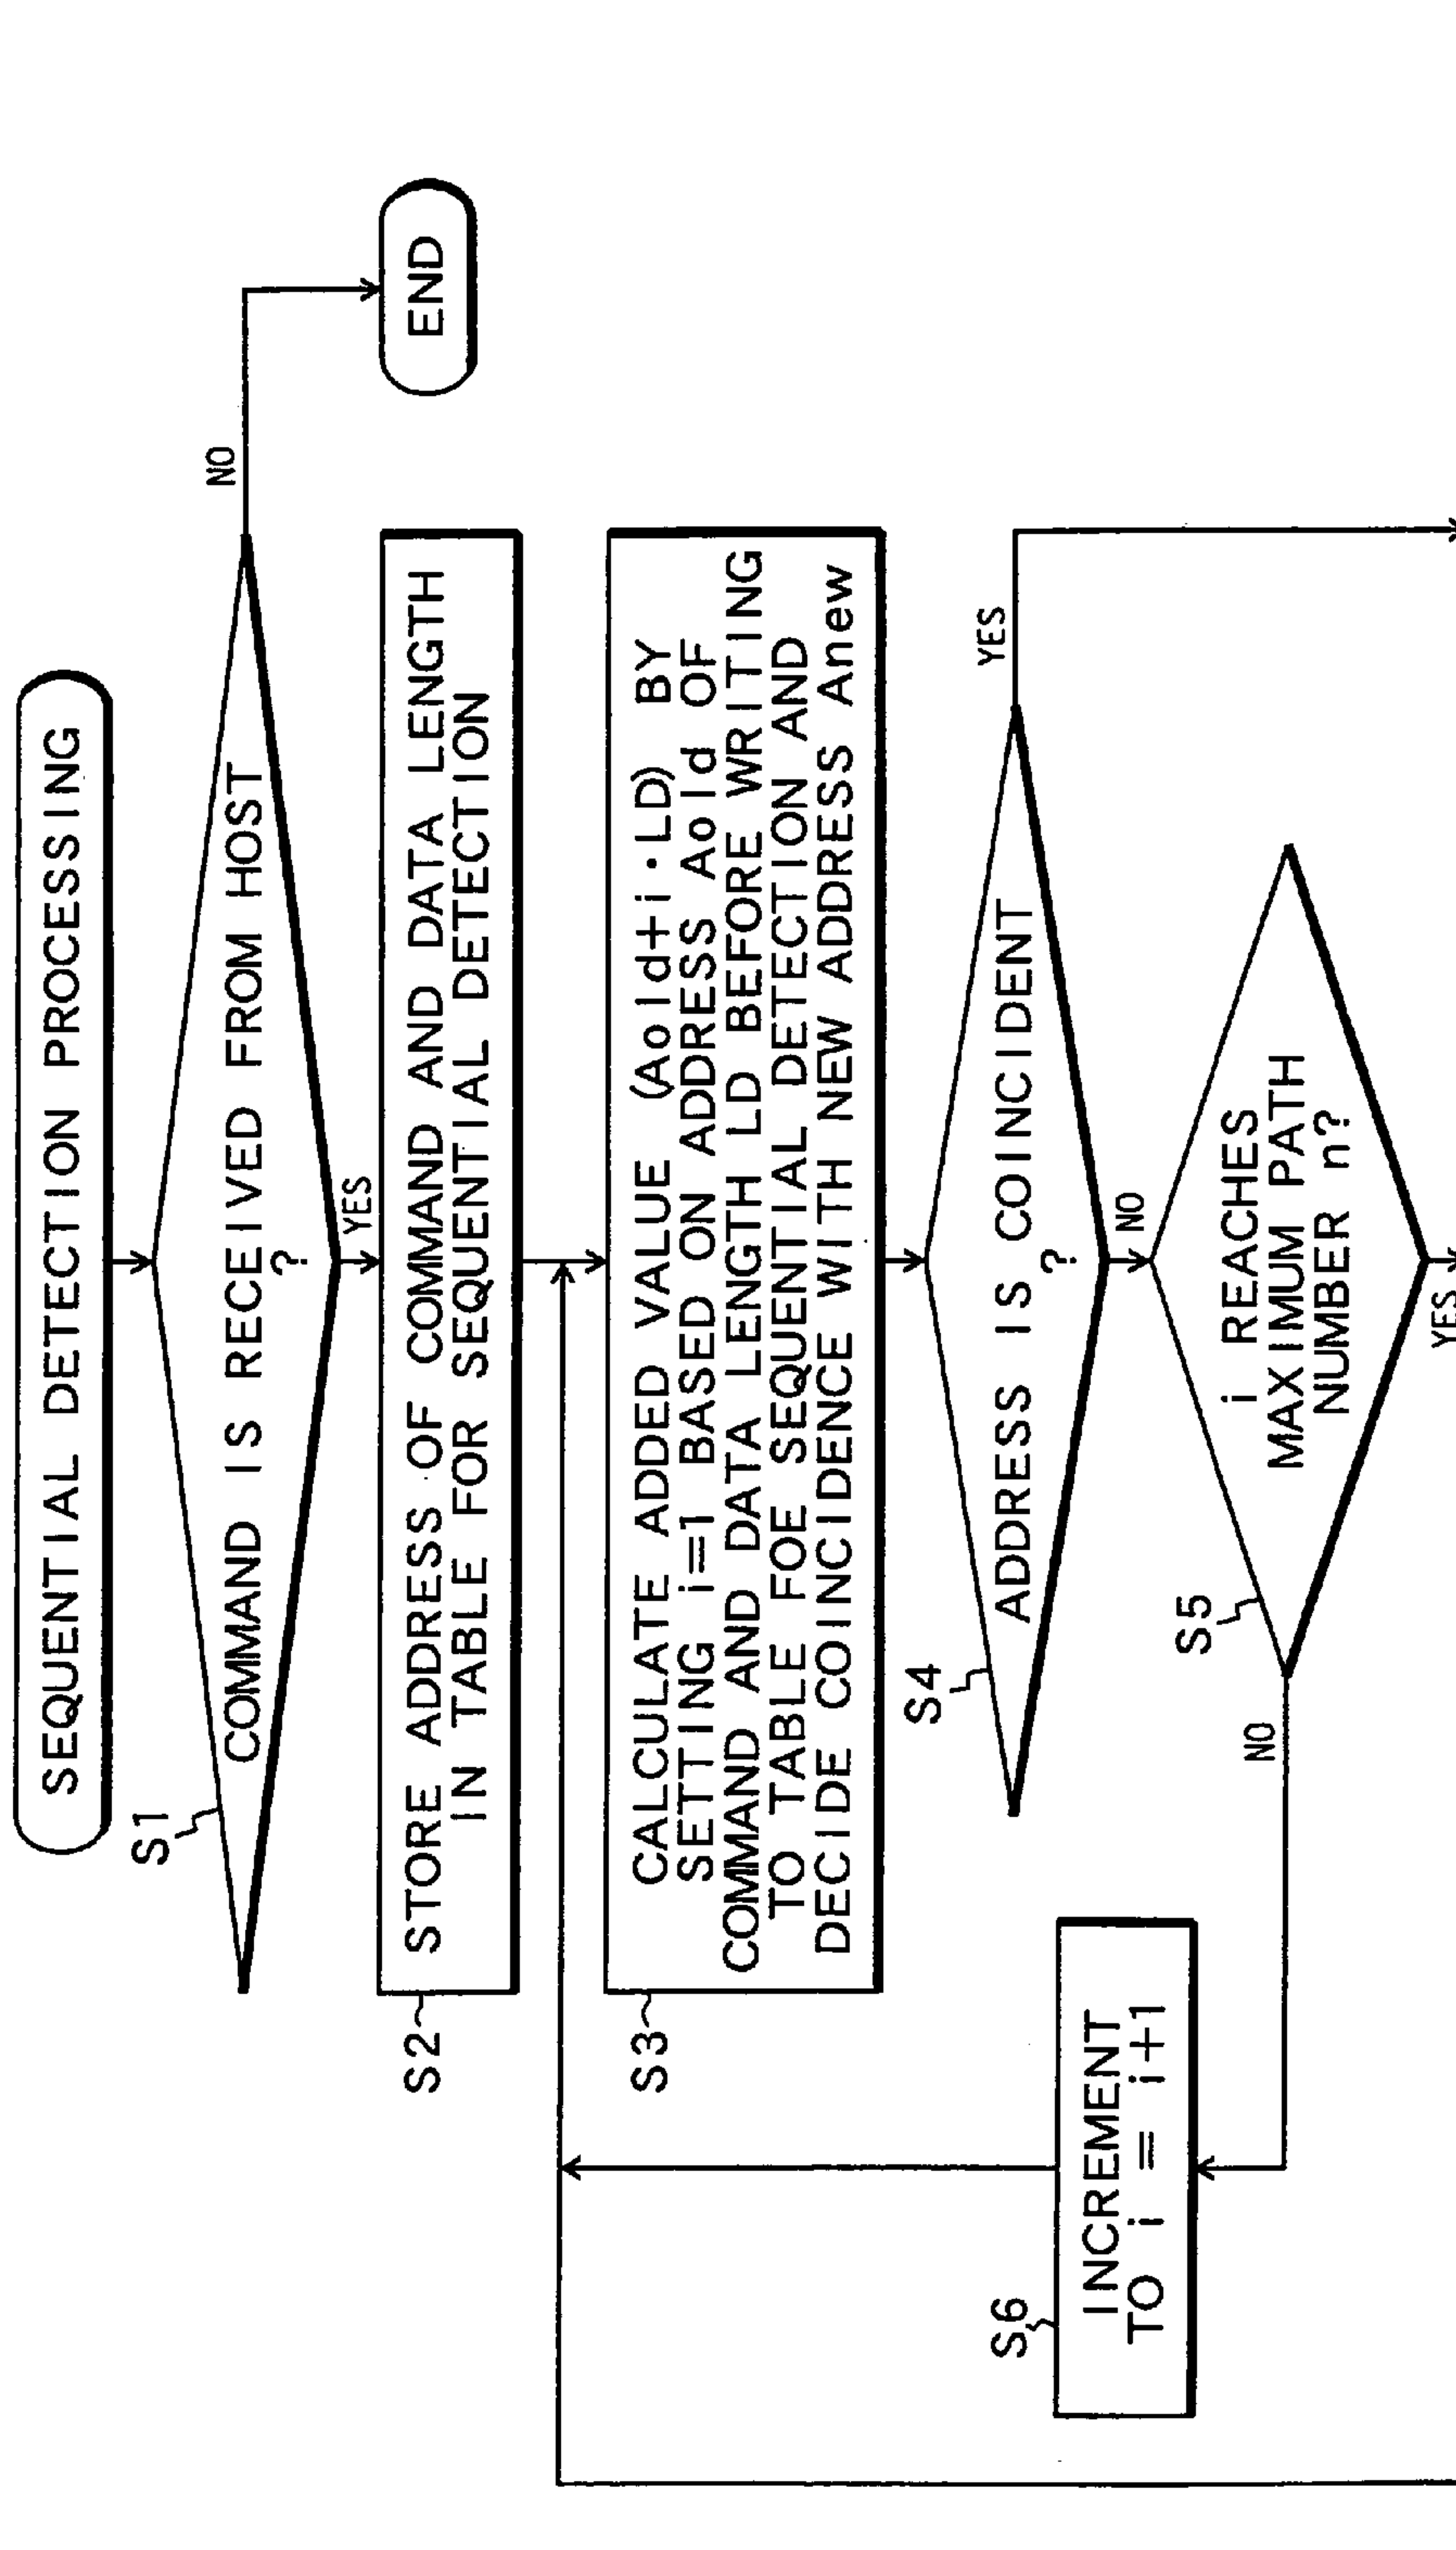 SEQUENTIAL DETECTION PROCESSING
S1
COMMAND IS RECEIVED FROM HOST
?
NO
END
YES
S2
STORE ADDRESS OF COMMAND AND DATA LENGTH
IN TABLE FOR SEQUENTIAL DETECTION
S3
CALCULATE ADDED VALUE (Aold+i·LD) BY
SETTING i=1 BASED ON ADDRESS Aold OF
COMMAND AND DATA LENGTH LD BEFORE WRITING
TO TABLE FOE SEQUENTIAL DETECTION AND
DECIDE COINCIDENCE WITH NEW ADDRESS Anew
S4
ADDRESS IS COINCIDENT
?
YES
NO
S5
i REACHES
MAXIMUM PATH
NUMBER n?
NO
YES
S6
INCREMENT
TO i = i+1